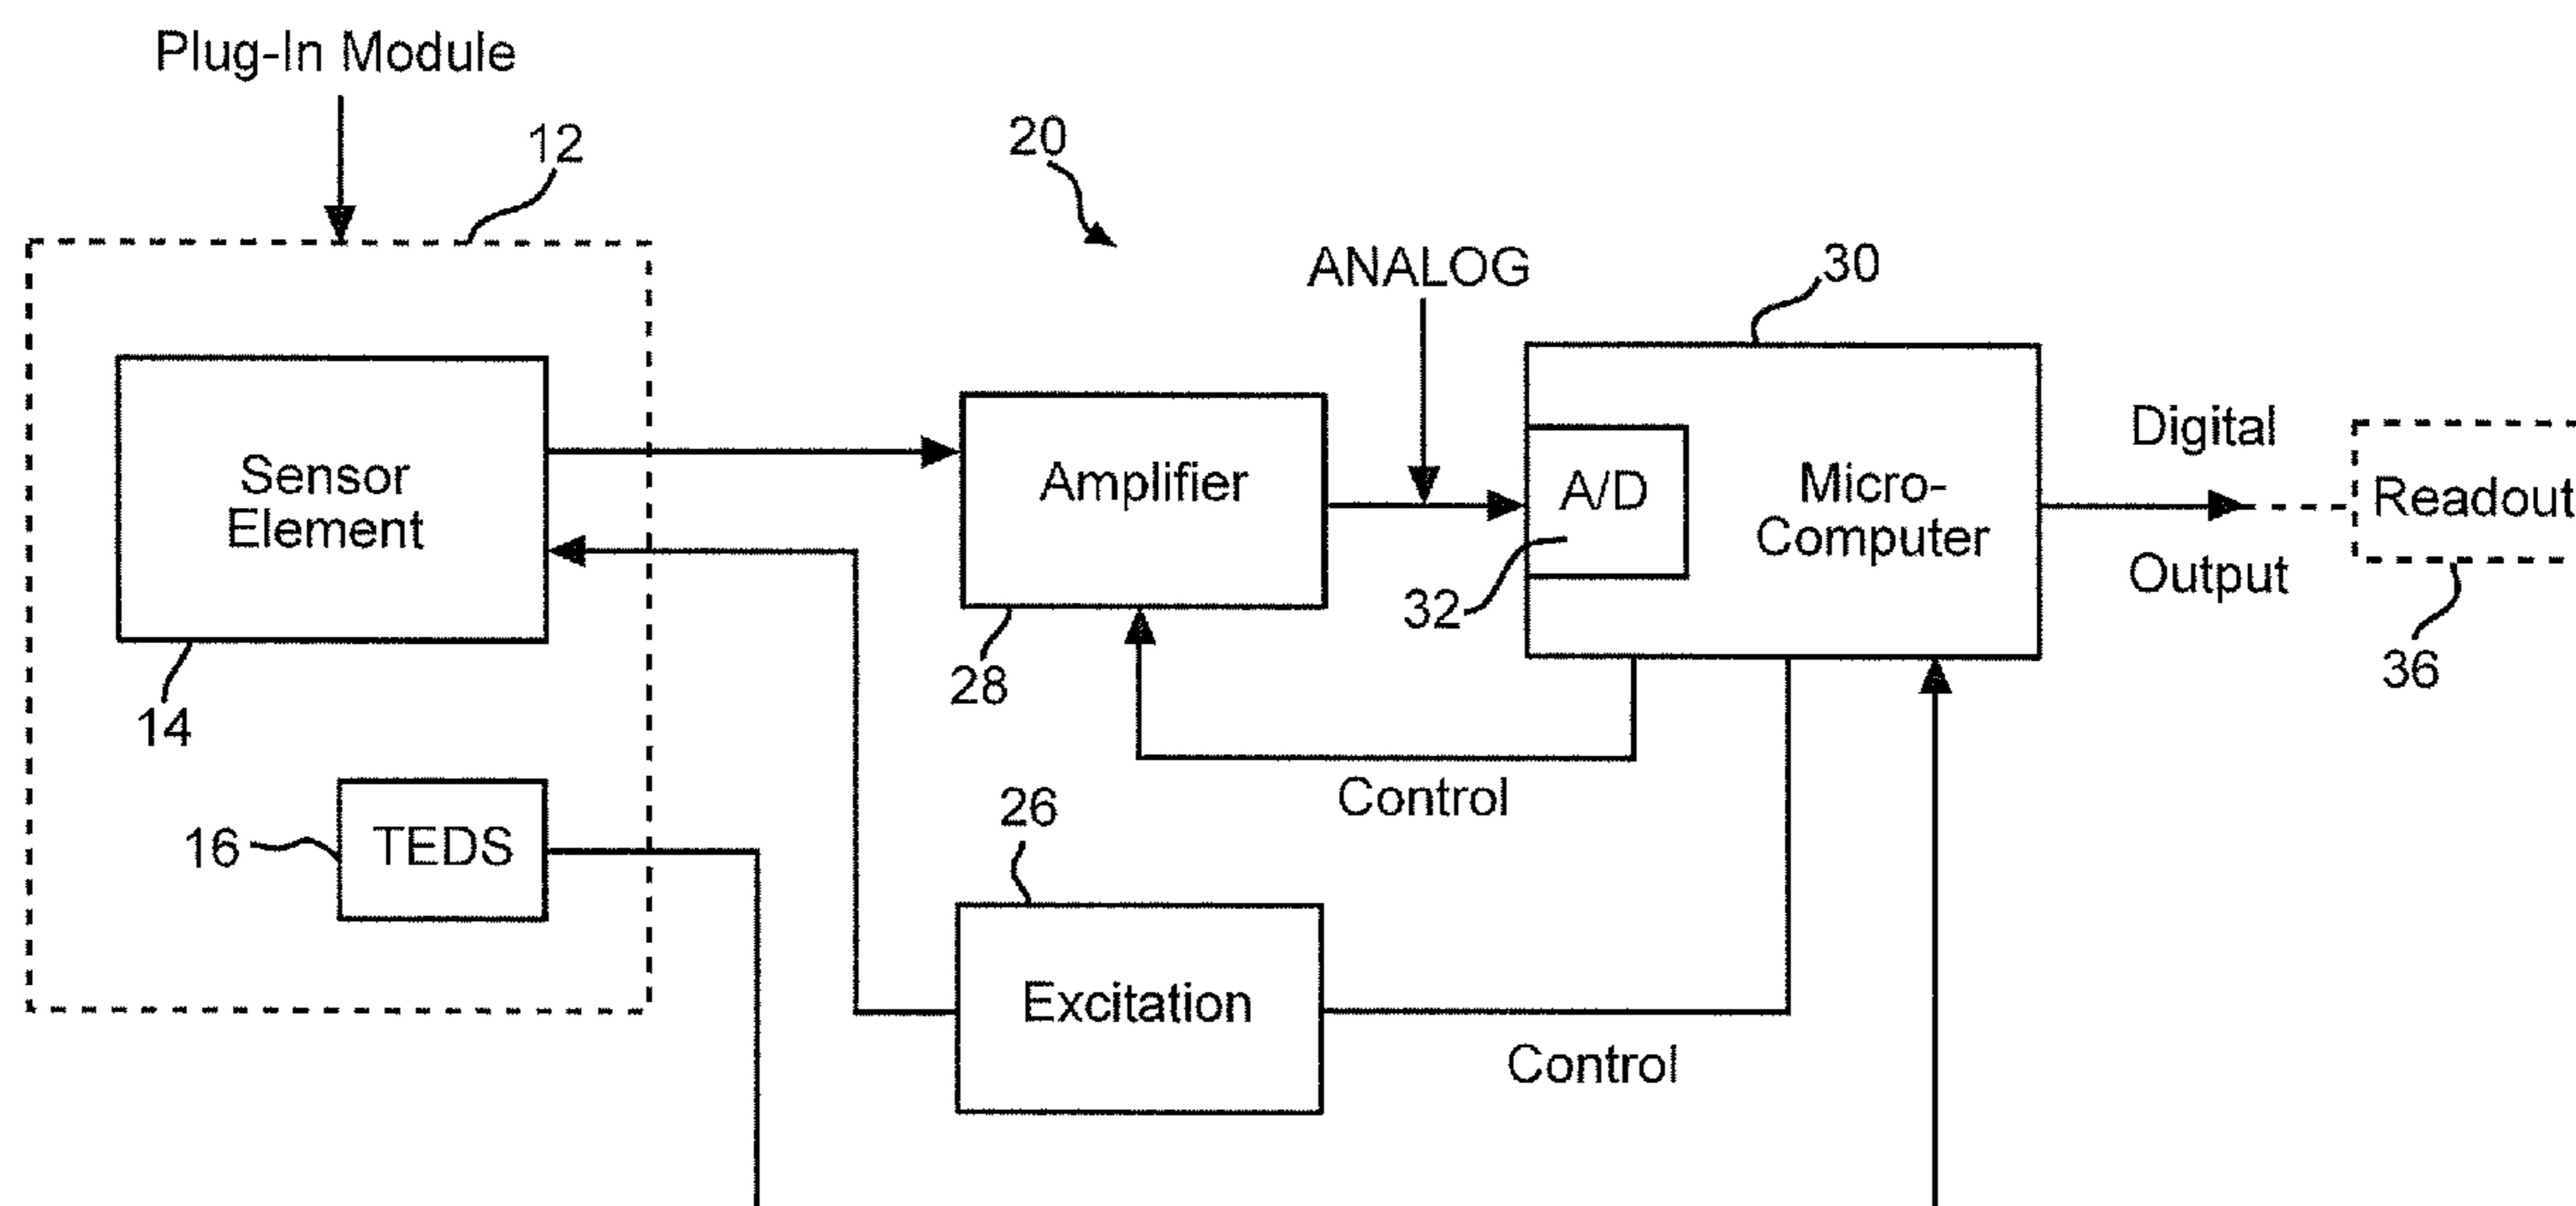 Plug-In Module
12
20
ANALOG
30
Sensor
Element
Amplifier
A/D
Micro-
Computer
Digital
Output
Readout
32
36
28
14
Control
26
16
TEDS
Excitation
Control